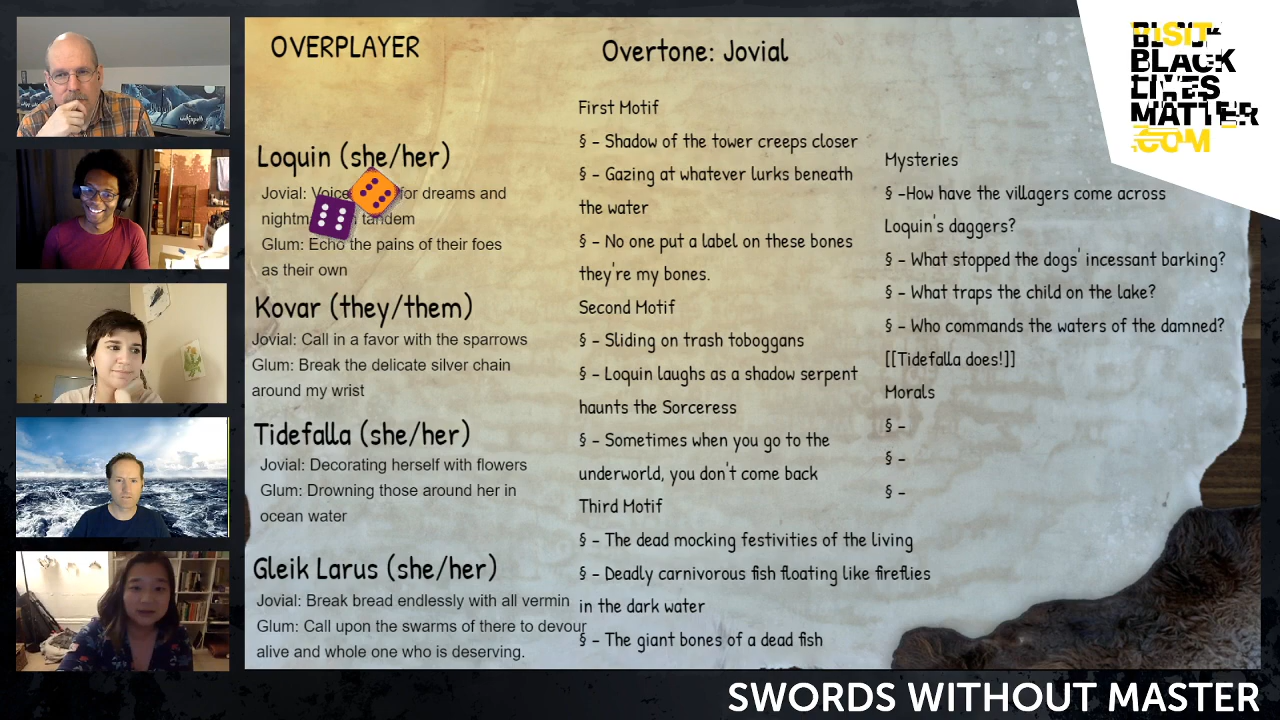 OVERPLAYER
Loquin (she/her)
Jovial: Voice for dreams and
nightm tandem
Glum: Echo the pains of their foes
as their own
Kovar (they/them)
Jovial: Call in a favor with the sparrows
Glum: Break the delicate silver chain
around my wrist
Tidefalla (she/her)
Jovial: Decorating herself with flowers
Glum: Drowning those around her in
ocean water
Gleik Larus (she/her)
Jovial: Break bread endlessly with all vermin
Glum: Call upon the swarms of there to devour
alive and whole one who is deserving.
Overtone: Jovial
First Motif
§ - Shadow of the tower creeps closer
§ - Gazing at whatever lurks beneath
the water
§ - No one put a label on these bones
they're my bones.
Second Motif
§ - Sliding on trash toboggans
§ - Loquin laughs as a shadow serpent
haunts the Sorceress
§ - Sometimes when you go to the
underworld, you don't come back
Third Motif
§ - The dead mocking festivities of the living
§ - Deadly carnivorous fish floating like fireflies
in the dark water
§ - The giant bones of a dead fish
Mysteries
§ -How have the villagers come across
Loquin's daggers?
§ - What stopped the dogs' incessant barking?
§ - What traps the child on the lake?
§ - Who commands the waters of the damned?
[[Tidefalla does!]]
Morals
§ -
§ -
§ -
BLACK
LIVES
MATTER
.COM
SWORDS WITHOUT MASTER